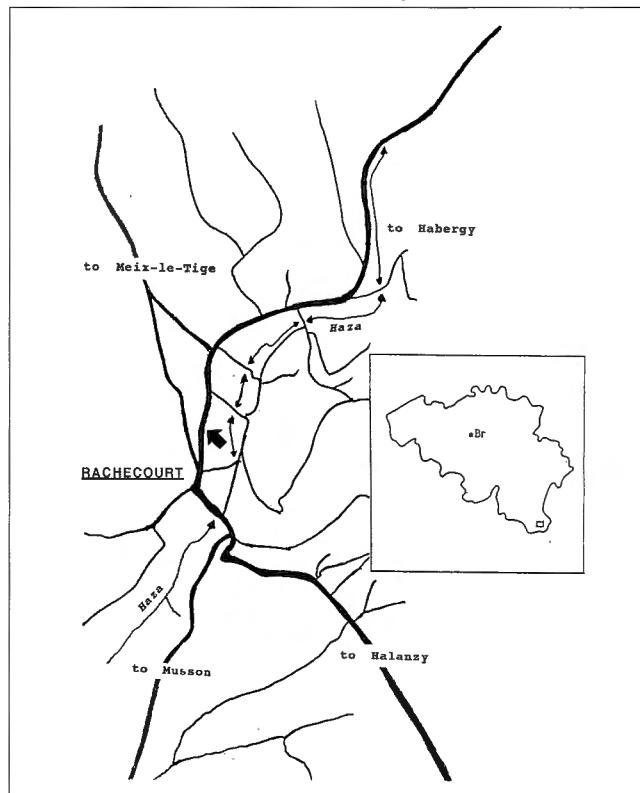 to Habergy
to Meix-le-Tige
Haza
Br
RACHECOURT
Haza
to Halanzy
to Musson